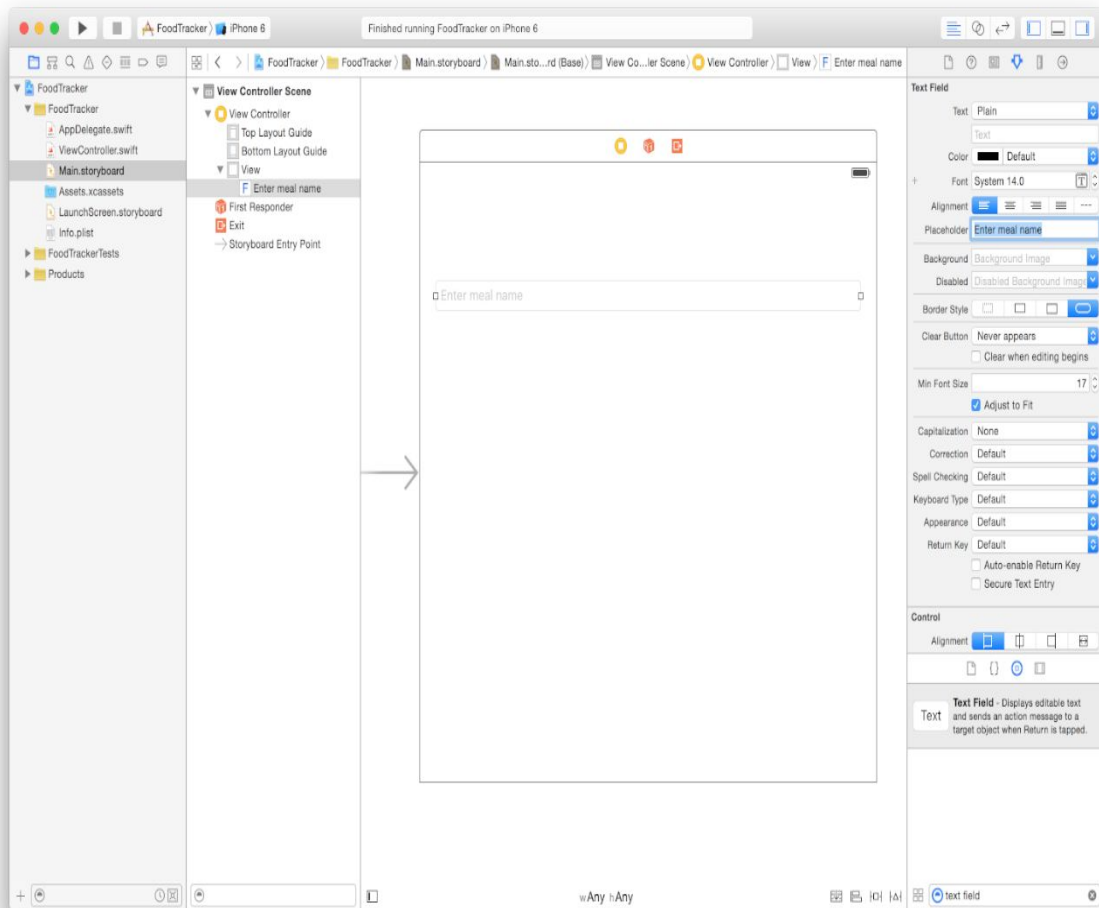 FoodTracker 〉 iPhone 6
Finished running FoodTracker on iPhone 6
FoodTracker 〉 FoodTracker 〉 Main.storyboard 〉 Main.sto...rd (Base) 〉 View Co...ler Scene 〉 View Controller 〉 View 〉 F Enter meal name
FoodTracker
FoodTracker
AppDelegate.swift
ViewController.swift
Main.storyboard
Assets.xcassets
LaunchScreen.storyboard
Info.plist
FoodTrackerTests
Products
View Controller Scene
View Controller
Top Layout Guide
Bottom Layout Guide
View
F Enter meal name
First Responder
Exit
Storyboard Entry Point
Enter meal name
wAny hAny
Text Field
Text Plain
Text
Color Default
+ Font System 14.0 T
Alignment ---
Placeholder Enter meal name
Background Background Image
Disabled Disabled Background Image
Border Style
Clear Button Never appears
Clear when editing begins
Min Font Size 17
Adjust to Fit
Capitalization None
Correction Default
Spell Checking Default
Keyboard Type Default
Appearance Default
Return Key Default
Auto-enable Return Key
Secure Text Entry
Control
Alignment
{}
Text
Text Field - Displays editable text
and sends an action message to a
target object when Return is tapped.
text field